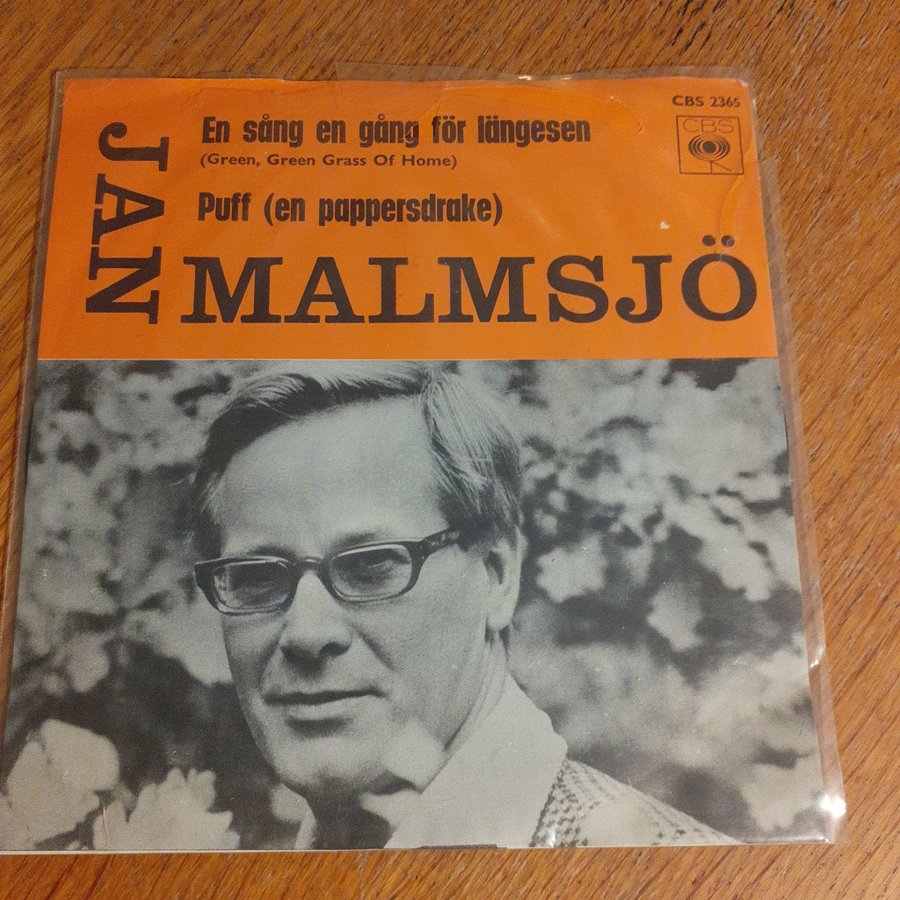 CBS 2365
CBS
En sång en gång för längesen
(Green, Green Grass Of Home)
Puff (en pappersdrake)
JAN
MALMSJÖ